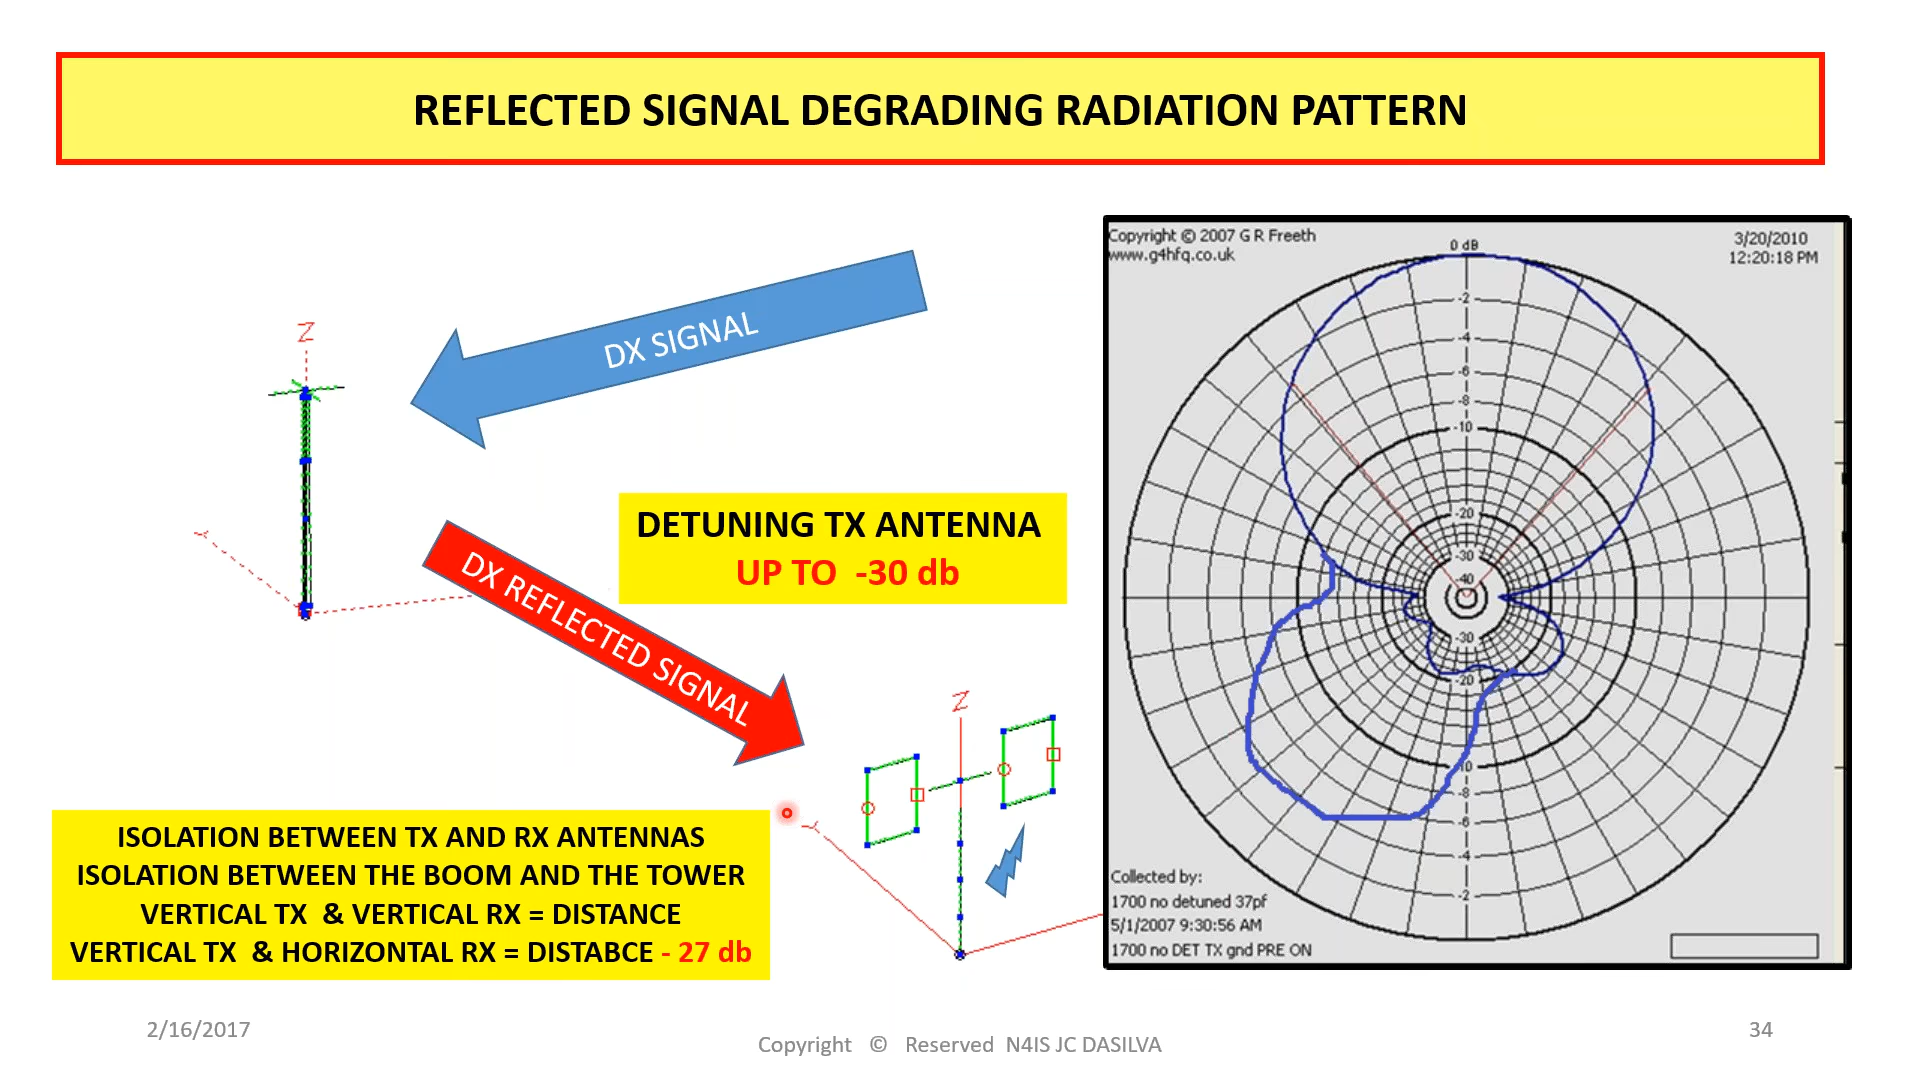 REFLECTED SIGNAL DEGRADING RADIATION PATTERN
Z
Y
DX SIGNAL
DX REFLECTED SIGNAL
DETUNING TX ANTENNA
UP TO -30 db
Z
Y
ISOLATION BETWEEN TX AND RX ANTENNAS
ISOLATION BETWEEN THE BOOM AND THE TOWER
VERTICAL TX & VERTICAL RX = DISTANCE
VERTICAL TX & HORIZONTAL RX = DISTABCE - 27 db
Copyright © 2007 G R Freeth
www.g4hfq.co.uk
3/20/2010
12:20:18 PM
0 dB
-2
-4
-6
-8
-10
-20
-30
-40
-30
-20
-10
-8
-6
-4
-2
Collected by:
1700 no detuned 37pf
5/1/2007 9:30:56 AM
1700 no DET TX gnd PRE ON
2/16/2017
Copyright © Reserved N4IS JC DASILVA
34